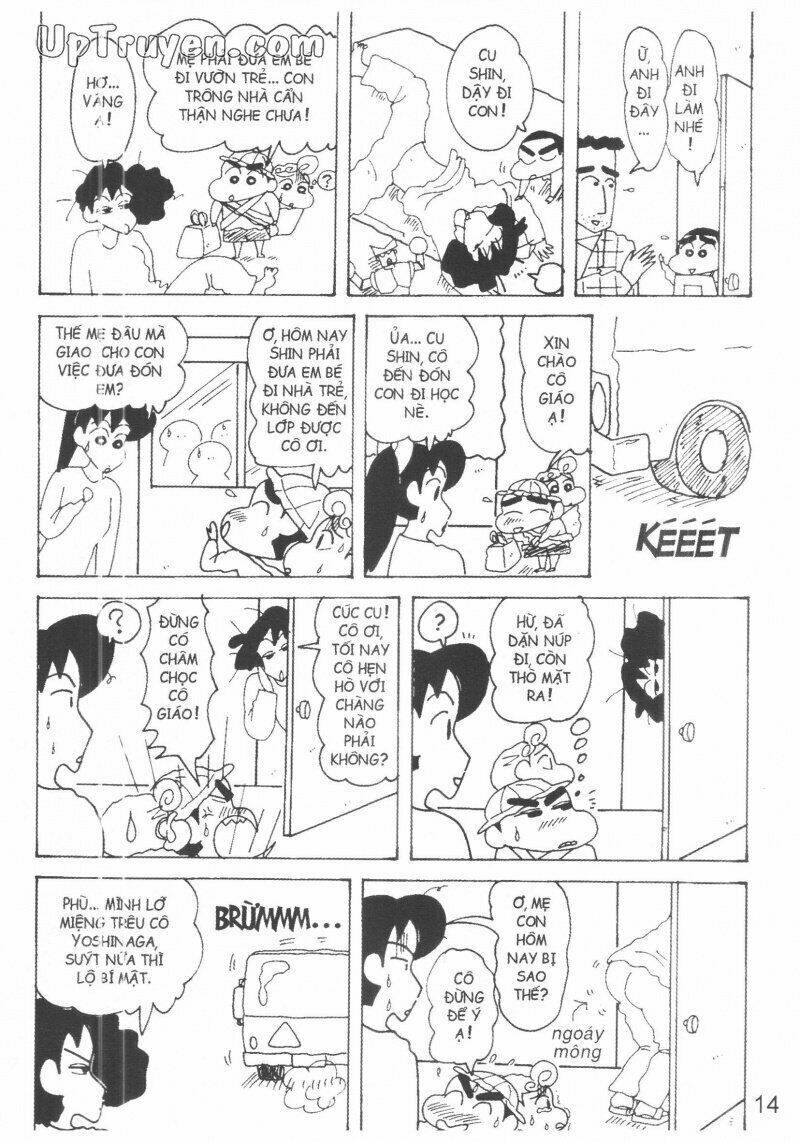 UpTruyen.com
ANH
ĐI
LÀM
NHÉ
!
Ừ,
ANH
ĐI
ĐÂY
...
CU
SHIN,
DẬY ĐI
CON!
MẸ PHẢI ĐƯA EM BÉ
ĐI VƯỜN TRẺ... CON
TRÔNG NHÀ CẨN
THẬN NGHE CHƯA!
?
HƠ...
VÂNG
Ạ!
KÉÉÉT
XIN
CHÀO
CÔ
GIÁO
Ạ!
ỦA... CU
SHIN, CÔ
ĐẾN ĐÓN
CON ĐI HỌC
NÈ.
Ơ, HÔM NAY
SHIN PHẢI
ĐƯA EM BÉ
ĐI NHÀ TRẺ,
KHÔNG ĐẾN
LỚP ĐƯỢC
CÔ ƠI.
THẾ MẸ ĐÂU MÀ
GIAO CHO CON
VIỆC ĐƯA ĐÓN
EM?
HỪ, ĐÃ
DẶN NÚP
ĐI, CÒN
THÒ MẶT
RA!
?
CÚC CU!
CÔ ƠI,
TỐI NAY
CÔ HẸN
HÒ VỚI
CHÀNG
NÀO
PHẢI
KHÔNG?
ĐỪNG
CÓ
CHÂM
CHỌC
CÔ
GIÁO!
?
Ơ, MẸ
CON
HÔM
NAY BỊ
SAO
THẾ?
CÔ
ĐỪNG
ĐỂ Ý
Ạ!
ngoáy
mông
BRỪMMM...
PHÙ... MÌNH LỠ
MIỆNG TRÊU CÔ
YOSHINAGA,
SUÝT NỮA THÌ
LỘ BÍ MẬT.
14